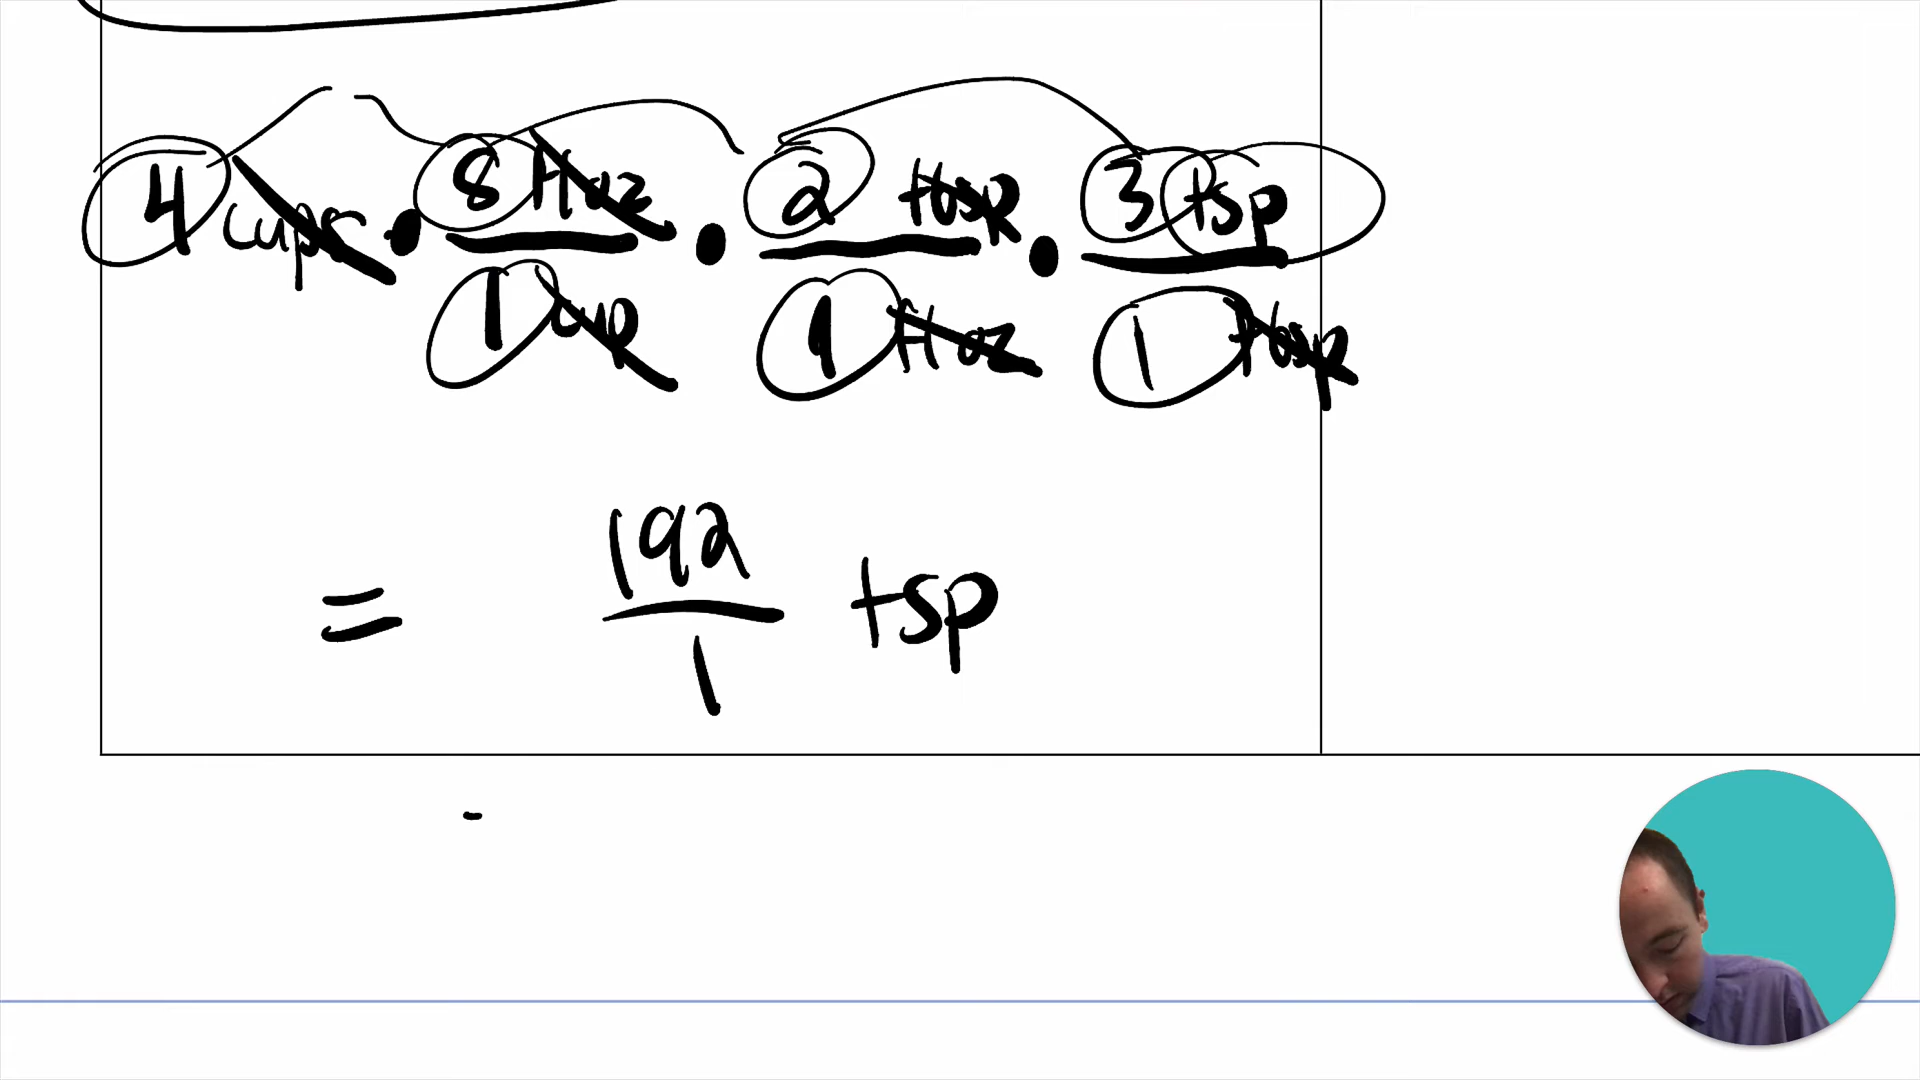 4 cups • 8 fl oz • 2 tbsp • 3 tsp
1 cup 1 fl oz 1 tbsp
= 192 tsp
1